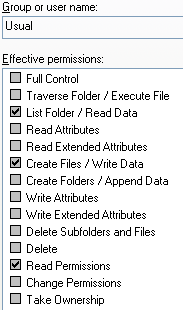 Group or user name:
Usual
Effective permissions:
Full Control
Traverse Folder / Execute File
List Folder / Read Data
Read Attributes
Read Extended Attributes
Create Files / Write Data
Create Folders / Append Data
Write Attributes
Write Extended Attributes
Delete Subfolders and Files
Delete
Read Permissions
Change Permissions
Take Ownership